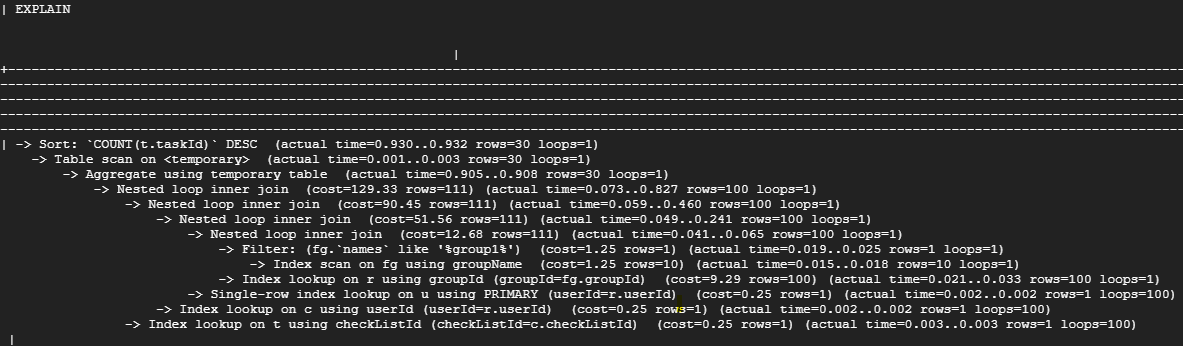 | EXPLAIN
|
+------------------------------------------------------------------------------------------------------------------------------------------------------------------
------------------------------------------------------------------------------------------------------------------------------------------------------------------
------------------------------------------------------------------------------------------------------------------------------------------------------------------
------------------------------------------------------------------------------------------------------------------------------------------------------------------
------------------------------------------------------------------------------------------------------------------------------------------------------------------
| -> Sort: `COUNT(t.taskId)` DESC  (actual time=0.930..0.932 rows=30 loops=1)
    -> Table scan on <temporary>  (actual time=0.001..0.003 rows=30 loops=1)
        -> Aggregate using temporary table  (actual time=0.905..0.908 rows=30 loops=1)
            -> Nested loop inner join  (cost=129.33 rows=111) (actual time=0.073..0.827 rows=100 loops=1)
                -> Nested loop inner join  (cost=90.45 rows=111) (actual time=0.059..0.460 rows=100 loops=1)
                    -> Nested loop inner join  (cost=51.56 rows=111) (actual time=0.049..0.241 rows=100 loops=1)
                        -> Nested loop inner join  (cost=12.68 rows=111) (actual time=0.041..0.065 rows=100 loops=1)
                            -> Filter: (fg.`names` like '%group1%')  (cost=1.25 rows=1) (actual time=0.019..0.025 rows=1 loops=1)
                                -> Index scan on fg using groupName  (cost=1.25 rows=10) (actual time=0.015..0.018 rows=10 loops=1)
                            -> Index lookup on r using groupId (groupId=fg.groupId)  (cost=9.29 rows=100) (actual time=0.021..0.033 rows=100 loops=1)
                        -> Single-row index lookup on u using PRIMARY (userId=r.userId)  (cost=0.25 rows=1) (actual time=0.002..0.002 rows=1 loops=100)
                    -> Index lookup on c using userId (userId=r.userId)  (cost=0.25 rows=1) (actual time=0.002..0.002 rows=1 loops=100)
                -> Index lookup on t using checkListId (checkListId=c.checkListId)  (cost=0.25 rows=1) (actual time=0.003..0.003 rows=1 loops=100)
 |